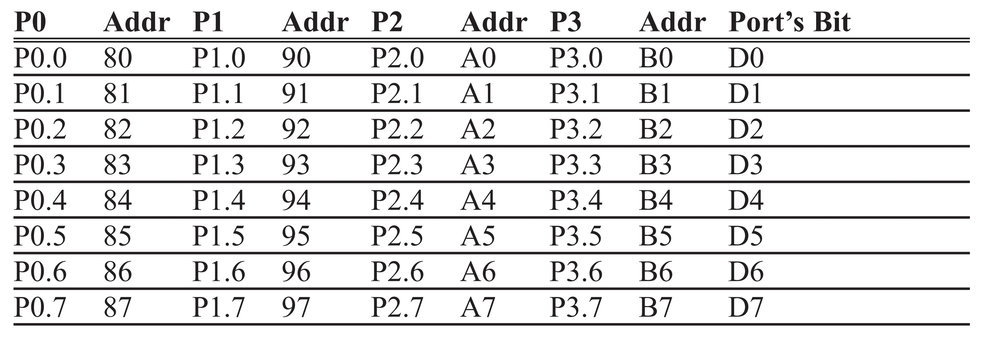 P0 Addr P1 Addr P2 Addr P3 Addr Port’s Bit
P0.0 80 P1.0 90 P2.0 A0 P3.0 B0 D0
P0.1 81 P1.1 91 P2.1 A1 P3.1 B1 D1
P0.2 82 P1.2 92 P2.2 A2 P3.2 B2 D2
P0.3 83 P1.3 93 P2.3 A3 P3.3 B3 D3
P0.4 84 P1.4 94 P2.4 A4 P3.4 B4 D4
P0.5 85 P1.5 95 P2.5 A5 P3.5 B5 D5
P0.6 86 P1.6 96 P2.6 A6 P3.6 B6 D6
P0.7 87 P1.7 97 P2.7 A7 P3.7 B7 D7